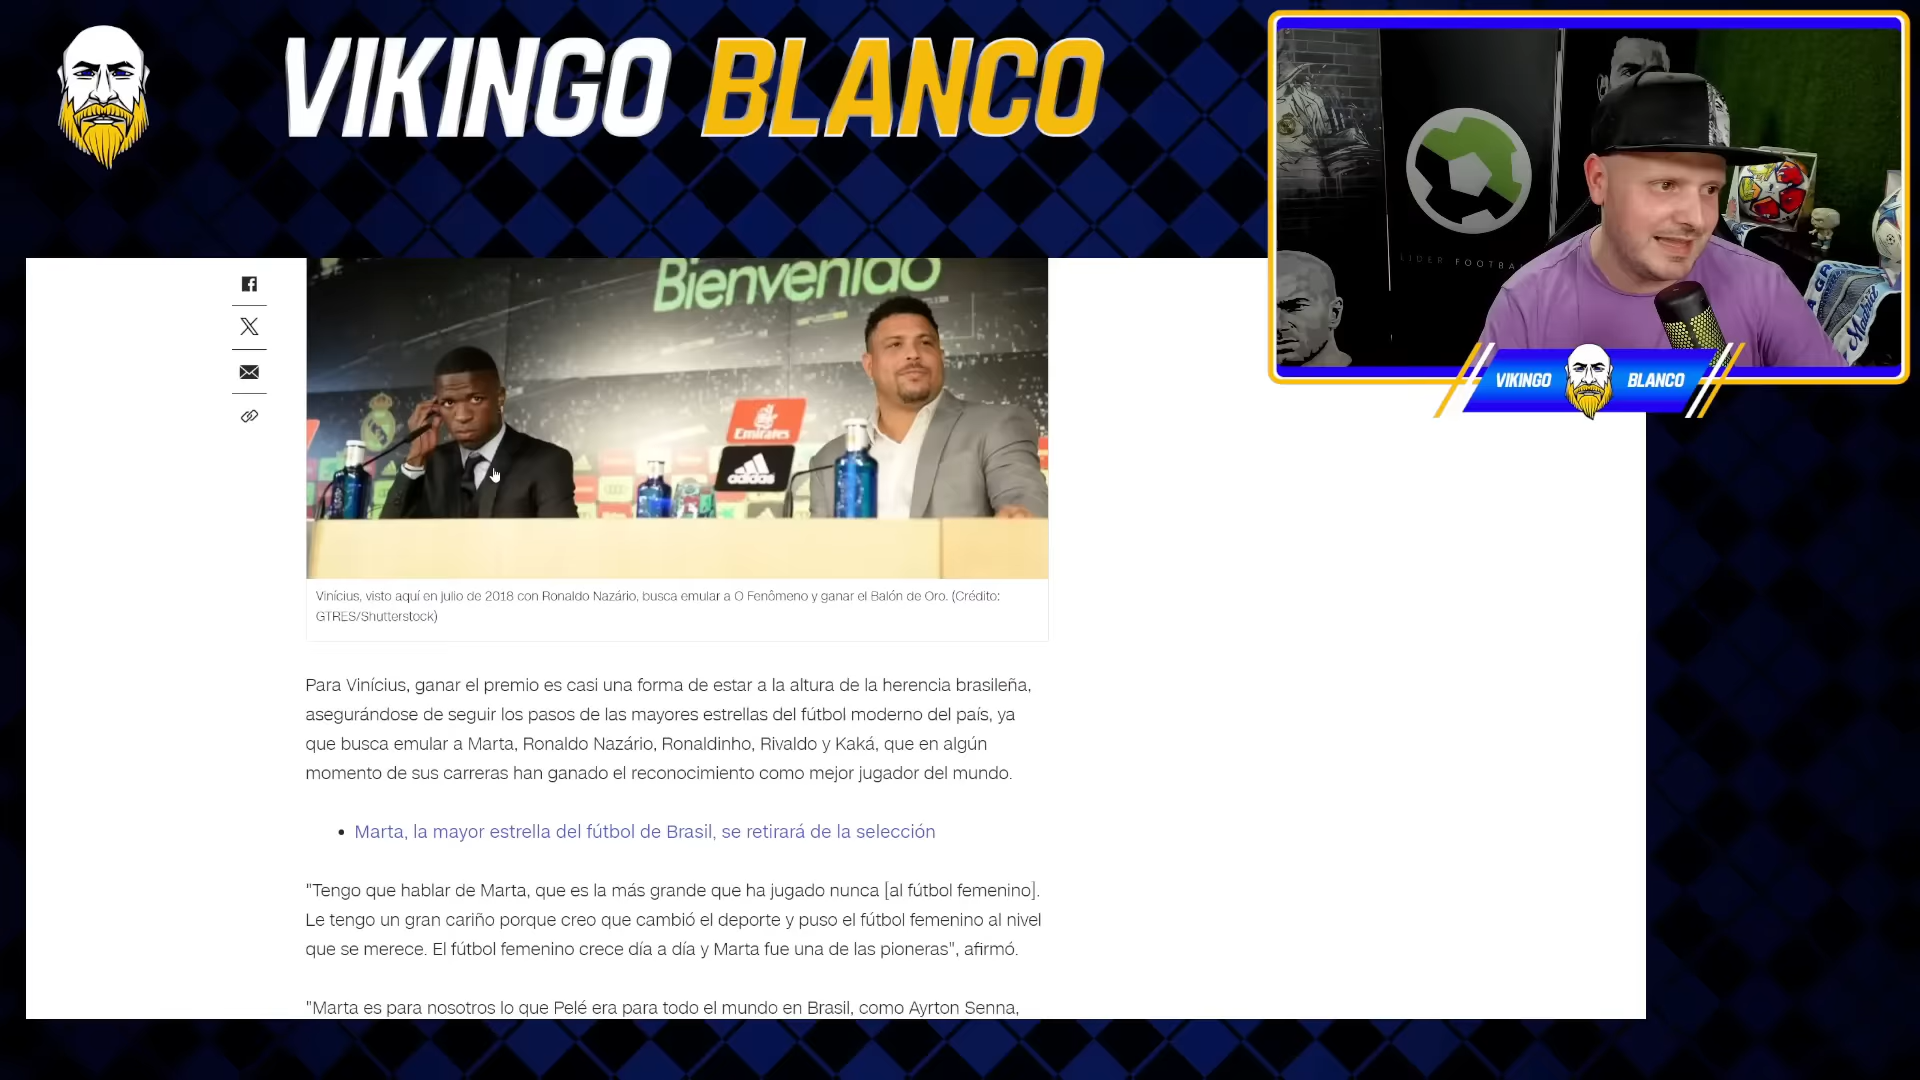 VIKINGO BLANCO
LIDER FOOTBA
VIKINGO BLANCO
Bienvenido
Emirates
adidas
Madrid
Vinícius, visto aquí en julio de 2018 con Ronaldo Nazário, busca emular a O Fenômeno y ganar el Balón de Oro. (Crédito:
GTRES/Shutterstock)
Para Vinícius, ganar el premio es casi una forma de estar a la altura de la herencia brasileña,
asegurándose de seguir los pasos de las mayores estrellas del fútbol moderno del país, ya
que busca emular a Marta, Ronaldo Nazário, Ronaldinho, Rivaldo y Kaká, que en algún
momento de sus carreras han ganado el reconocimiento como mejor jugador del mundo.
• Marta, la mayor estrella del fútbol de Brasil, se retirará de la selección
"Tengo que hablar de Marta, que es la más grande que ha jugado nunca [al fútbol femenino].
Le tengo un gran cariño porque creo que cambió el deporte y puso el fútbol femenino al nivel
que se merece. El fútbol femenino crece día a día y Marta fue una de las pioneras", afirmó.
"Marta es para nosotros lo que Pelé era para todo el mundo en Brasil, como Ayrton Senna,